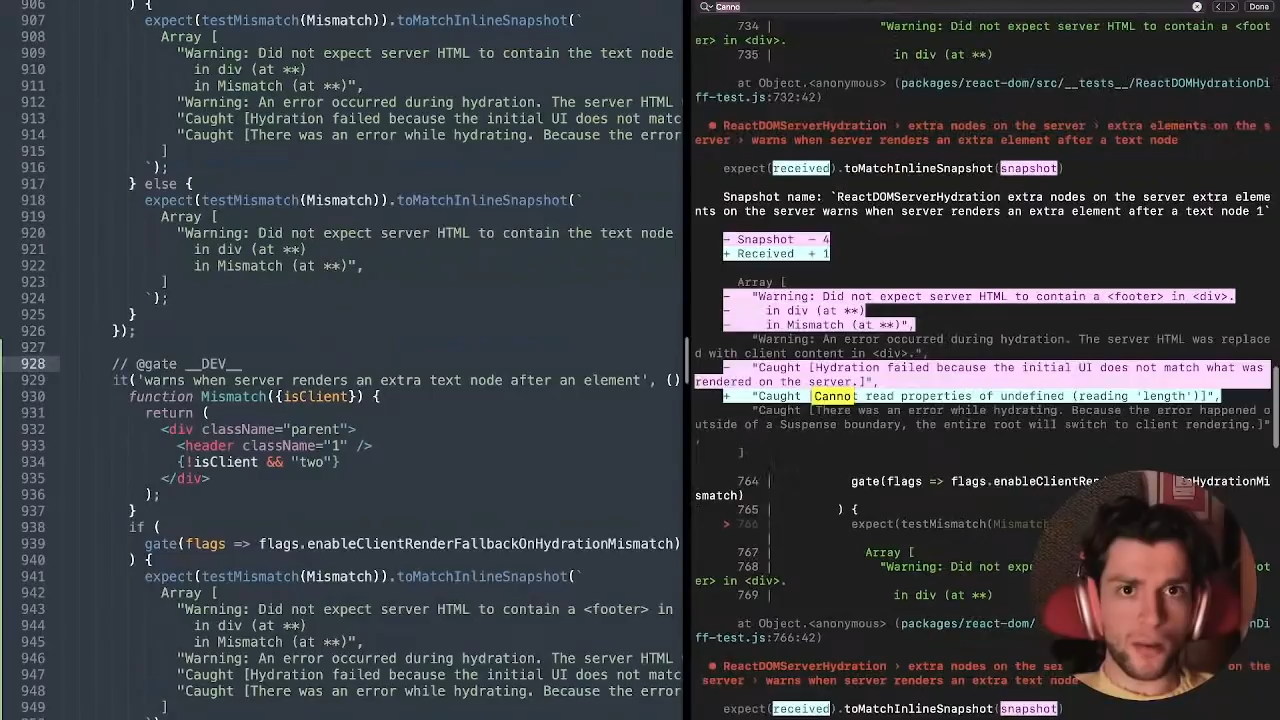 906 ) {
907 expect(testMismatch(Mismatch)).toMatchInlineSnapshot(`
908 Array [
909 "Warning: Did not expect server HTML to contain the text node
910 in div (at **)
911 in Mismatch (at **)",
912 "Warning: An error occurred during hydration. The server HTML
913 "Caught [Hydration failed because the initial UI does not matc
914 "Caught [There was an error while hydrating. Because the error
915 ]
916 `);
917 } else {
918 expect(testMismatch(Mismatch)).toMatchInlineSnapshot(`
919 Array [
920 "Warning: Did not expect server HTML to contain the text node
921 in div (at **)
922 in Mismatch (at **)",
923 ]
924 `);
925 }
926 });
927
928 // @gate __DEV__
929 it('warns when server renders an extra text node after an element', ()
930 function Mismatch({isClient}) {
931 return (
932 <div className="parent">
933 <header className="1" />
934 {!isClient && "two"}
935 </div>
936 );
937 }
938 if (
939 gate(flags => flags.enableClientRenderFallbackOnHydrationMismatch)
940 ) {
941 expect(testMismatch(Mismatch)).toMatchInlineSnapshot(`
942 Array [
943 "Warning: Did not expect server HTML to contain a <footer> in
944 in div (at **)
945 in Mismatch (at **)",
946 "Warning: An error occurred during hydration. The server HTML
947 "Caught [Hydration failed because the initial UI does not matc
948 "Caught [There was an error while hydrating. Because the error
949 ]
Canno
Done
734 | "Warning: Did not expect server HTML to contain a <foot
er> in <div>.
735 | in div (at **)
at Object.<anonymous> (packages/react-dom/src/__tests__/ReactDOMHydrationDi
ff-test.js:732:42)
● ReactDOMServerHydration › extra nodes on the server › extra elements on the s
erver › warns when server renders an extra element after a text node
expect(received).toMatchInlineSnapshot(snapshot)
Snapshot name: `ReactDOMServerHydration extra nodes on the server extra eleme
nts on the server warns when server renders an extra element after a text node 1`
- Snapshot - 4
+ Received + 1
Array [
- "Warning: Did not expect server HTML to contain a <footer> in <div>.
- in div (at **)
- in Mismatch (at **)",
"Warning: An error occurred during hydration. The server HTML was replace
d with client content in <div>.",
- "Caught [Hydration failed because the initial UI does not match what was
rendered on the server.]",
+ "Caught [Cannot read properties of undefined (reading 'length')]",
"Caught [There was an error while hydrating. Because the error happened o
utside of a Suspense boundary, the entire root will switch to client rendering.]"
,
]
764 | gate(flags => flags.enableClientRe
HydrationMi
smatch)
765 | ) {
> 766 | expect(testMismatch(Mismatch
767 | Array [
768 | "Warning: Did not expe
foot
er> in <div>.
769 | in div (at **)
at Object.<anonymous> (packages/react-dom/
HydrationDi
ff-test.js:766:42)
● ReactDOMServerHydration › extra nodes on the ser
on the s
erver › warns when server renders an extra text node
expect(received).toMatchInlineSnapshot(snapshot)